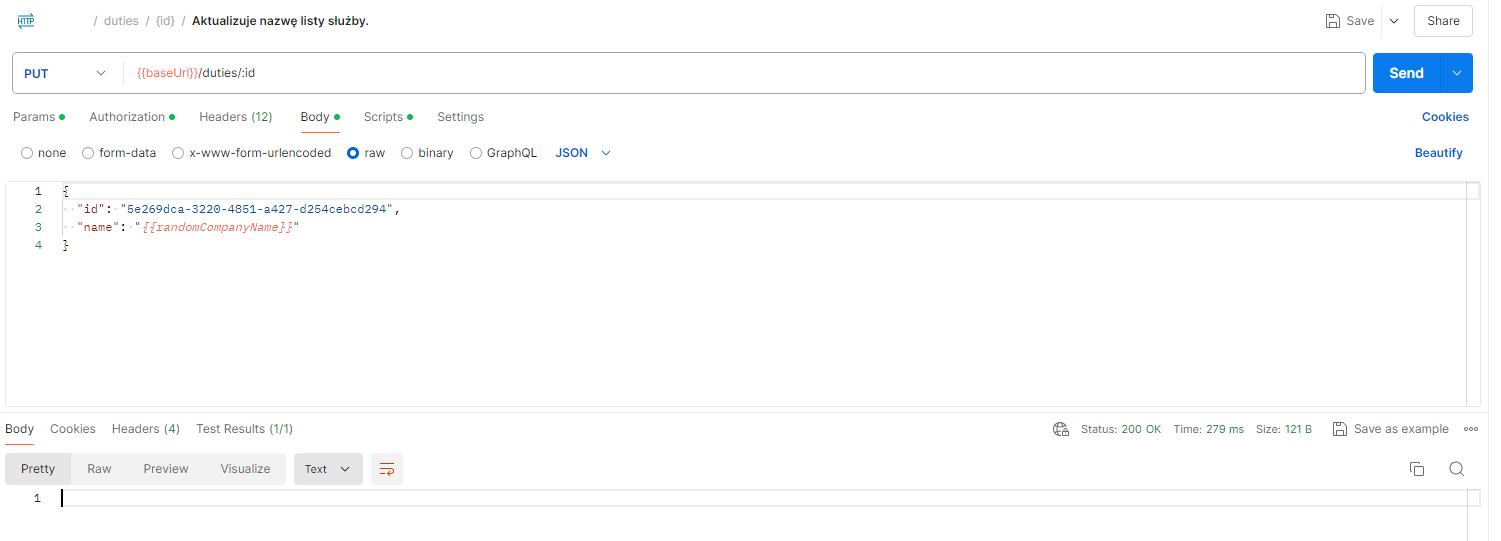 HTTP / duties / {id} / Aktualizuje nazwę listy służby. Save Share
PUT {{baseUrl}}/duties/:id Send
Params Authorization Headers (12) Body Scripts Settings Cookies
none form-data x-www-form-urlencoded raw binary GraphQL JSON Beautify
1 {
2 "id": "5e269dca-3220-4851-a427-d254cebcd294",
3 "name": "{{randomCompanyName}}"
4 }
Body Cookies Headers (4) Test Results (1/1) Status: 200 OK Time: 279 ms Size: 121 B Save as example
Pretty Raw Preview Visualize Text
1